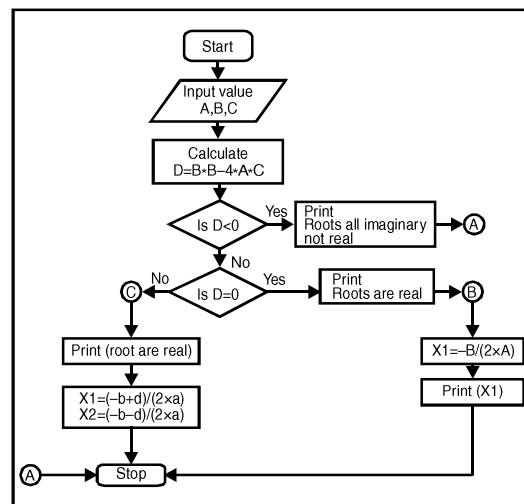 Start
Input value
A,B,C
Calculate
D=B*B–4*A*C
Is D<0
Yes
Print
Roots all imaginary
not real
A
No
Is D=0
No
C
Yes
Print
Roots are real
B
Print (root are real)
X1=–B/(2×A)
X1=(–b+d)/(2×a)
X2=(–b–d)/(2×a)
Print (X1)
A
Stop